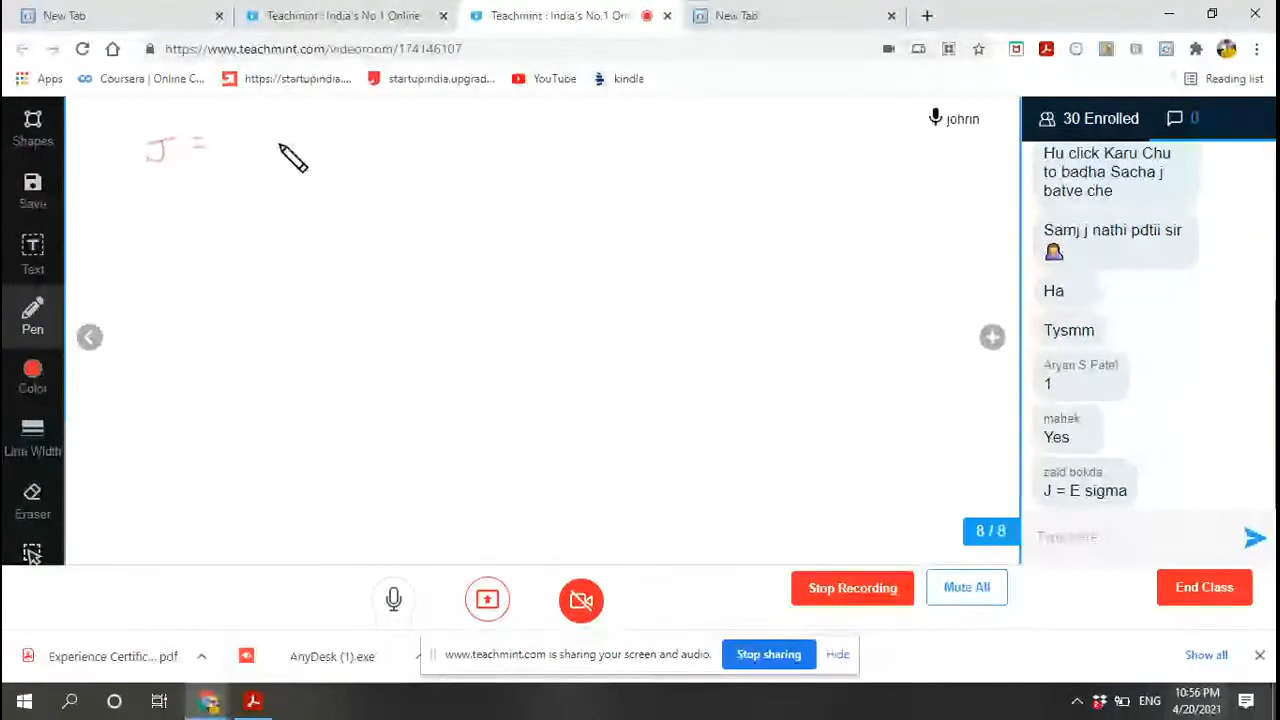 New Tab
Teachmint : India's No 1 Online
Teachmint : India's No.1 Onl
New Tab
https://www.teachmint.com/videoroom/174146107
Apps
Coursera | Online C...
https://startupindia....
startupindia.upgrad...
YouTube
kindle
Reading list
Shapes
Save
Text
Pen
Color
Line Width
Eraser
J =
johrin
8 / 8
30 Enrolled
0
Hu click Karu Chu
to badha Sacha j
batve che
Samj j nathi pdtii sir
Ha
Tysmm
Aryan S Patel
1
mahek
Yes
zaid bokda
J = E sigma
Type here
Stop Recording
Mute All
End Class
Experience Certific...pdf
AnyDesk (1).exe
www.teachmint.com is sharing your screen and audio.
Stop sharing
Hide
Show all
ENG
10:56 PM
4/20/2021